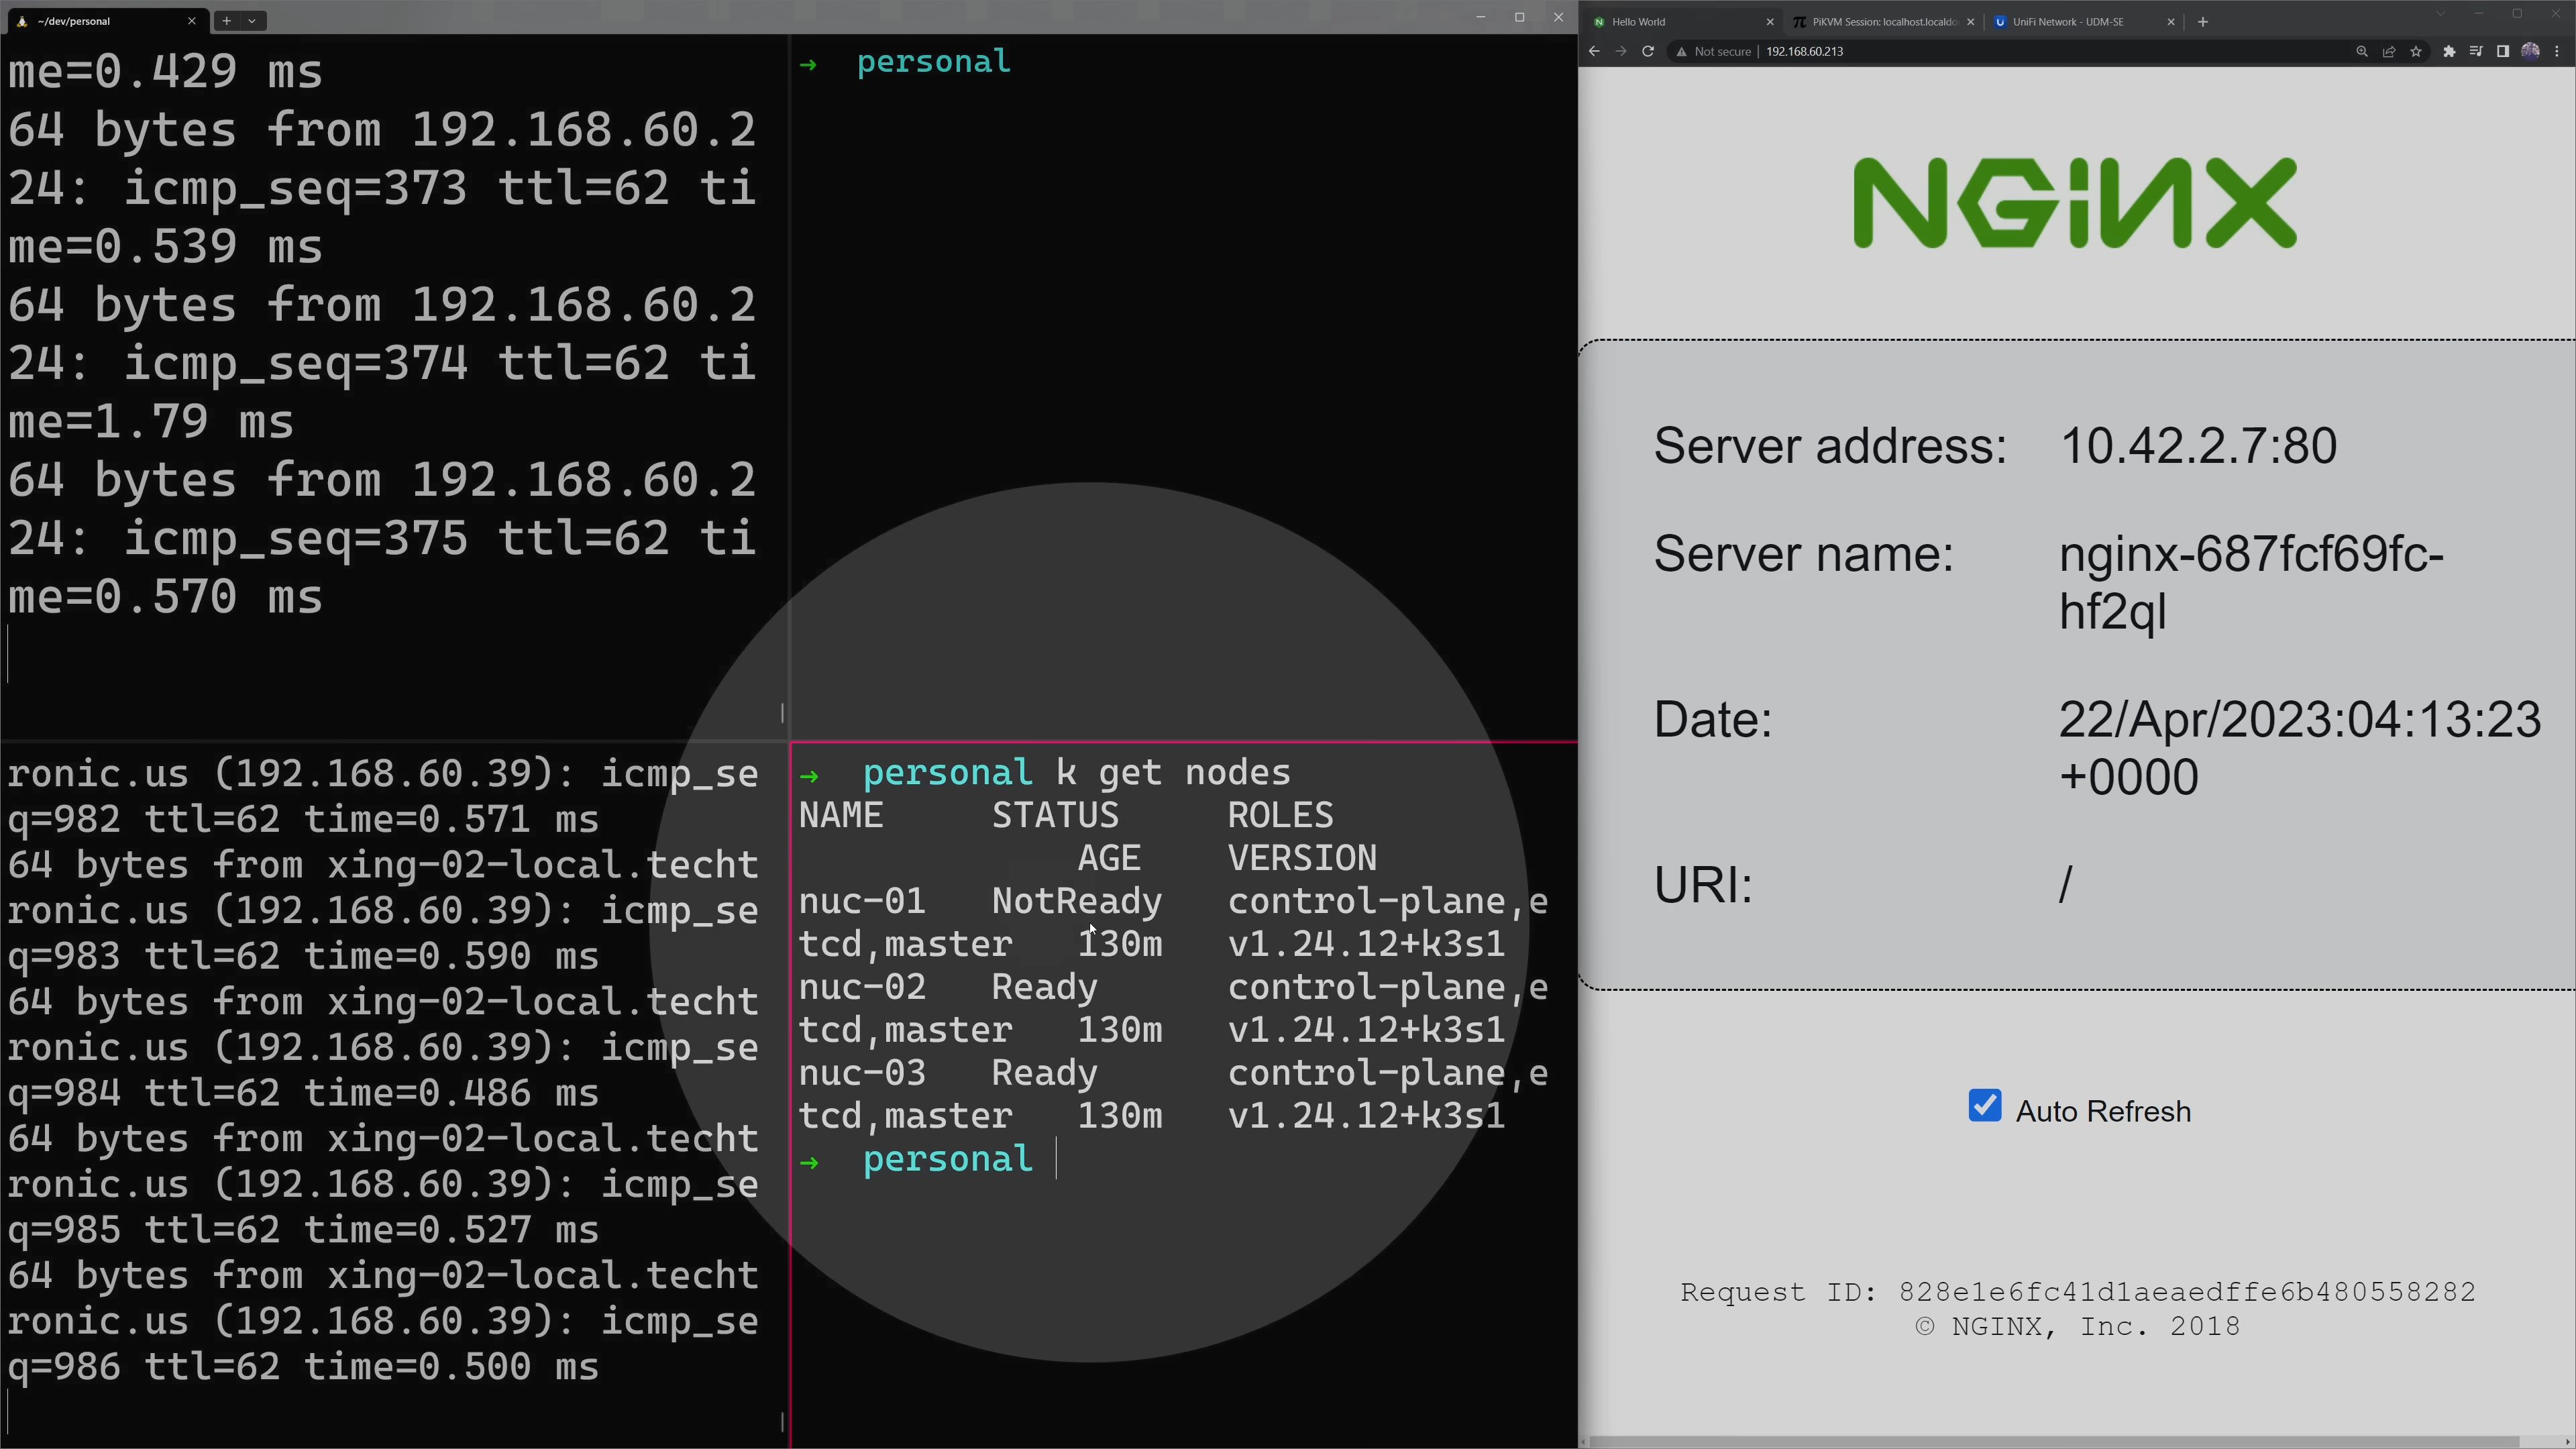 ~/dev/personal
me=0.429 ms
64 bytes from 192.168.60.2
24: icmp_seq=373 ttl=62 ti
me=0.539 ms
64 bytes from 192.168.60.2
24: icmp_seq=374 ttl=62 ti
me=1.79 ms
64 bytes from 192.168.60.2
24: icmp_seq=375 ttl=62 ti
me=0.570 ms
→ personal
ronic.us (192.168.60.39): icmp_se
q=982 ttl=62 time=0.571 ms
64 bytes from xing-02-local.techt
ronic.us (192.168.60.39): icmp_se
q=983 ttl=62 time=0.590 ms
64 bytes from xing-02-local.techt
ronic.us (192.168.60.39): icmp_se
q=984 ttl=62 time=0.486 ms
64 bytes from xing-02-local.techt
ronic.us (192.168.60.39): icmp_se
q=985 ttl=62 time=0.527 ms
64 bytes from xing-02-local.techt
ronic.us (192.168.60.39): icmp_se
q=986 ttl=62 time=0.500 ms
→ personal k get nodes
NAME STATUS ROLES
AGE VERSION
nuc-01 NotReady control-plane,e
tcd,master 130m v1.24.12+k3s1
nuc-02 Ready control-plane,e
tcd,master 130m v1.24.12+k3s1
nuc-03 Ready control-plane,e
tcd,master 130m v1.24.12+k3s1
→ personal
Hello World PiKVM Session: localhost.localdo UniFi Network - UDM-SE
Not secure 192.168.60.213
NGINX
Server address: 10.42.2.7:80
Server name: nginx-687fcf69fc-
hf2ql
Date: 22/Apr/2023:04:13:23
+0000
URI: /
Auto Refresh
Request ID: 828e1e6fc41d1aeaedffe6b480558282
© NGINX, Inc. 2018